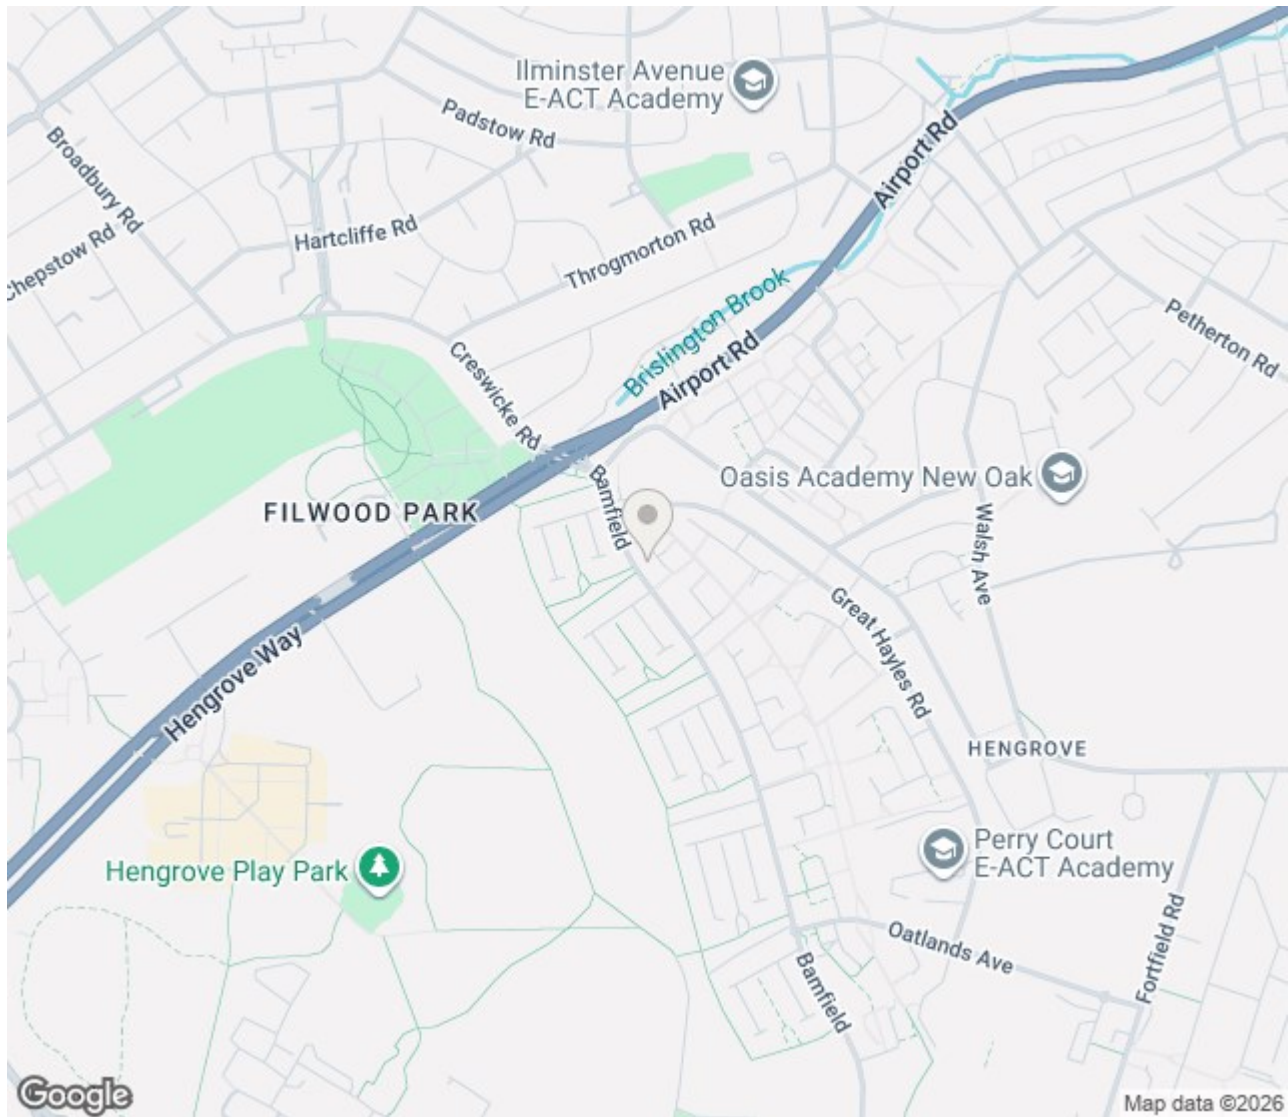 Ilminster Avenue
E-ACT Academy
Padstow Rd
Broadbury Rd
Airport Rd
Hartcliffe Rd
Chepstow Rd
Throgmorton Rd
Brislington Brook
Petherton Rd
Airport Rd
Creswicke Rd
Oasis Academy New Oak
Bamfield
FILWOOD PARK
Walsh Ave
Great Hayles Rd
Hengrove Way
HENGROVE
Perry Court
E-ACT Academy
Hengrove Play Park
Oatlands Ave
Fortfield Rd
Bamfield
Google
Map data ©2026